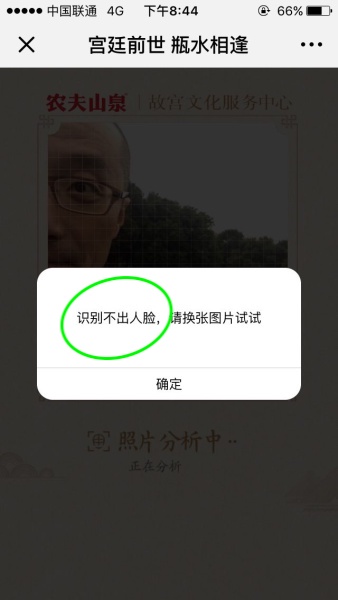 中国联通 4G 下午8:44 66%
宫廷前世 瓶水相逢
农夫山泉 | 故宫文化服务中心
识别不出人脸，请换张图片试试
确定
照片分析中··
正在分析